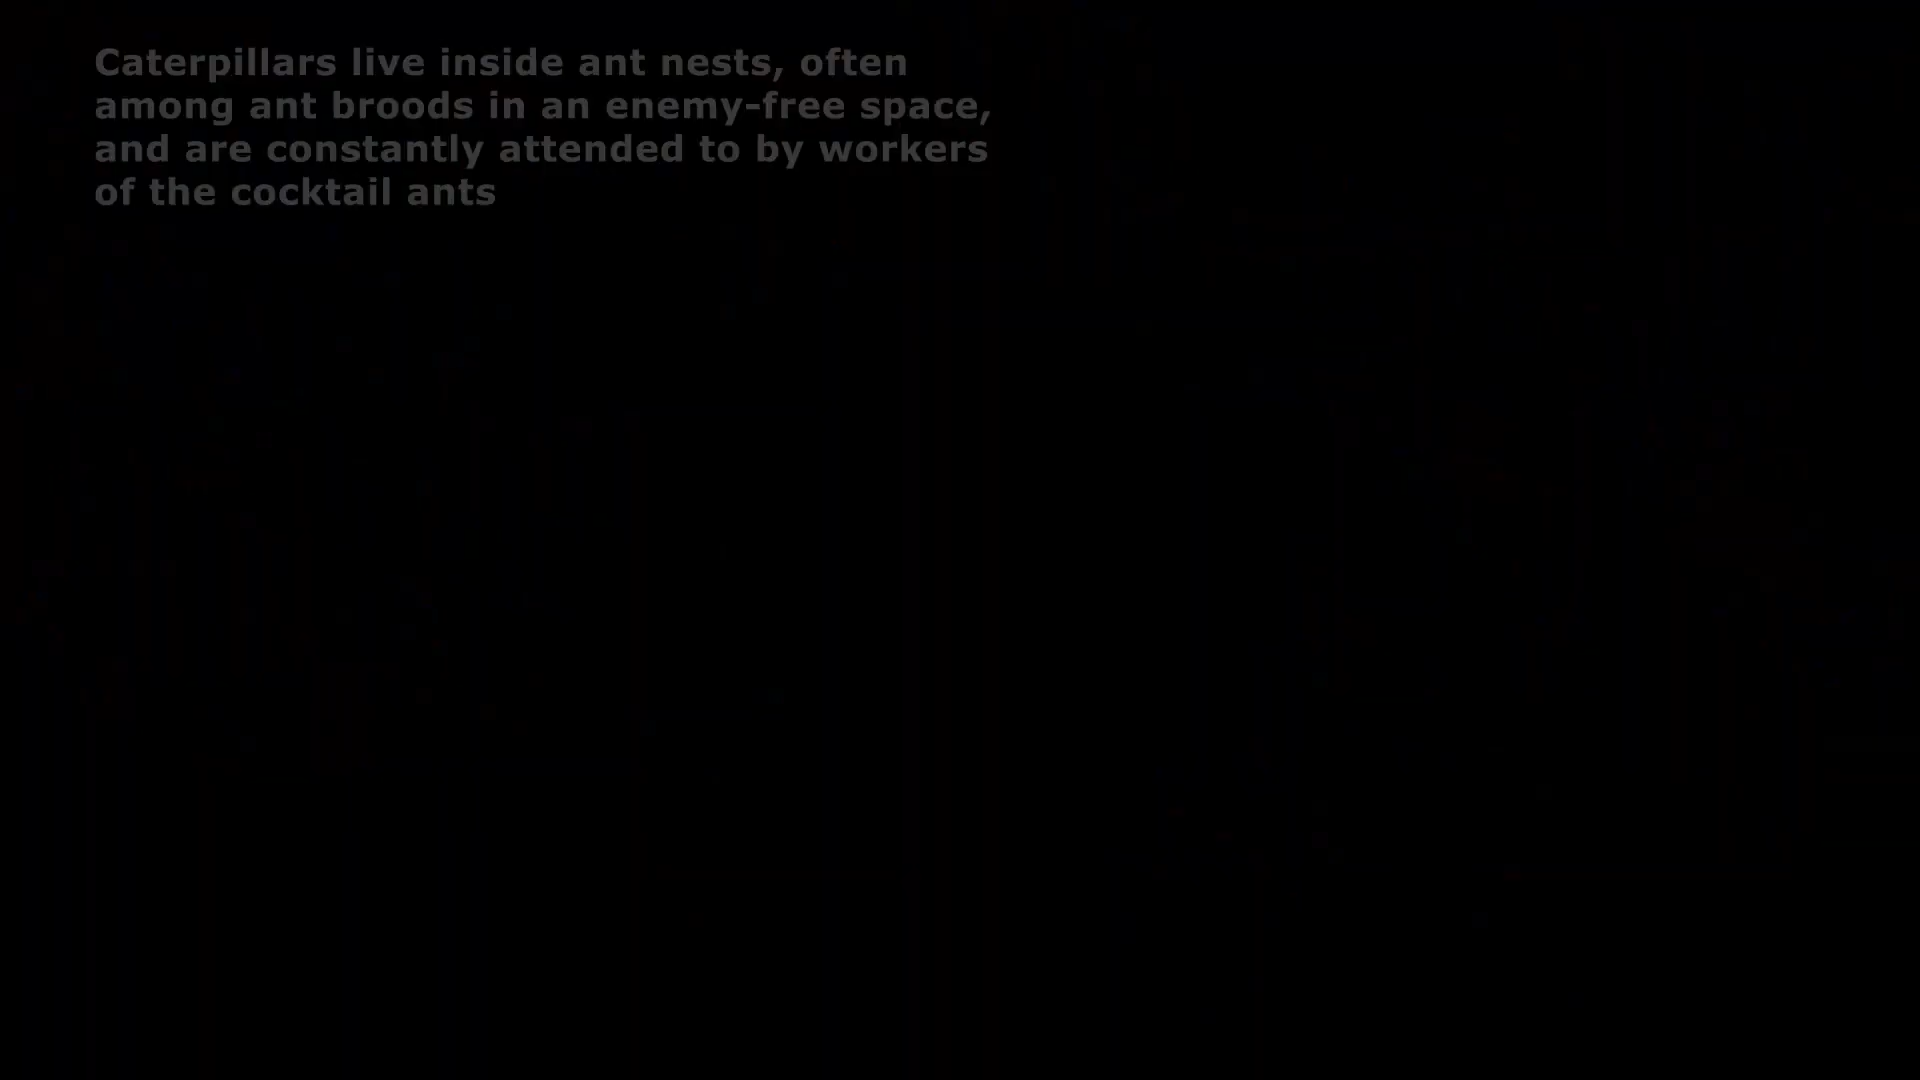 Caterpillars live inside ant nests, often
among ant broods in an enemy-free space,
and are constantly attended to by workers
of the cocktail ants